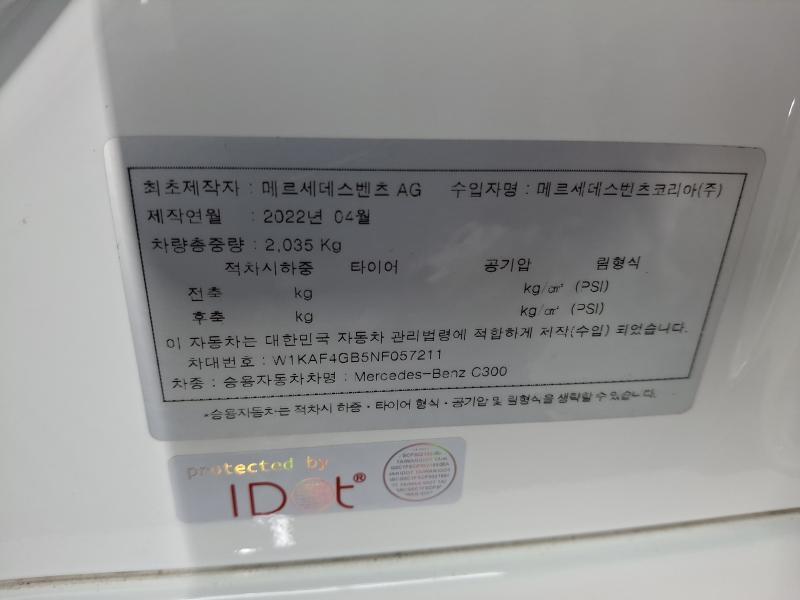 최초제작자 : 메르세데스벤츠 AG 수입자명 : 메르세데스벤츠코리아(주)
제작연월 : 2022년 04월
차량총중량 : 2,035 Kg
적차시하중 타이어 공기압 림형식
전축 kg kg/㎠ (PSI)
후축 kg kg/㎠ (PSI)
이 자동차는 대한민국 자동차 관리법령에 적합하게 제작(수입) 되었습니다.
차대번호 : W1KAF4GB5NF057211
차종 : 승용자동차차명 : Mercedes-Benz C300
*승용자동차는 적차시 하중·타이어 형식·공기압 및 림형식을 생략할 수 있습니다.
protected by
IDot®